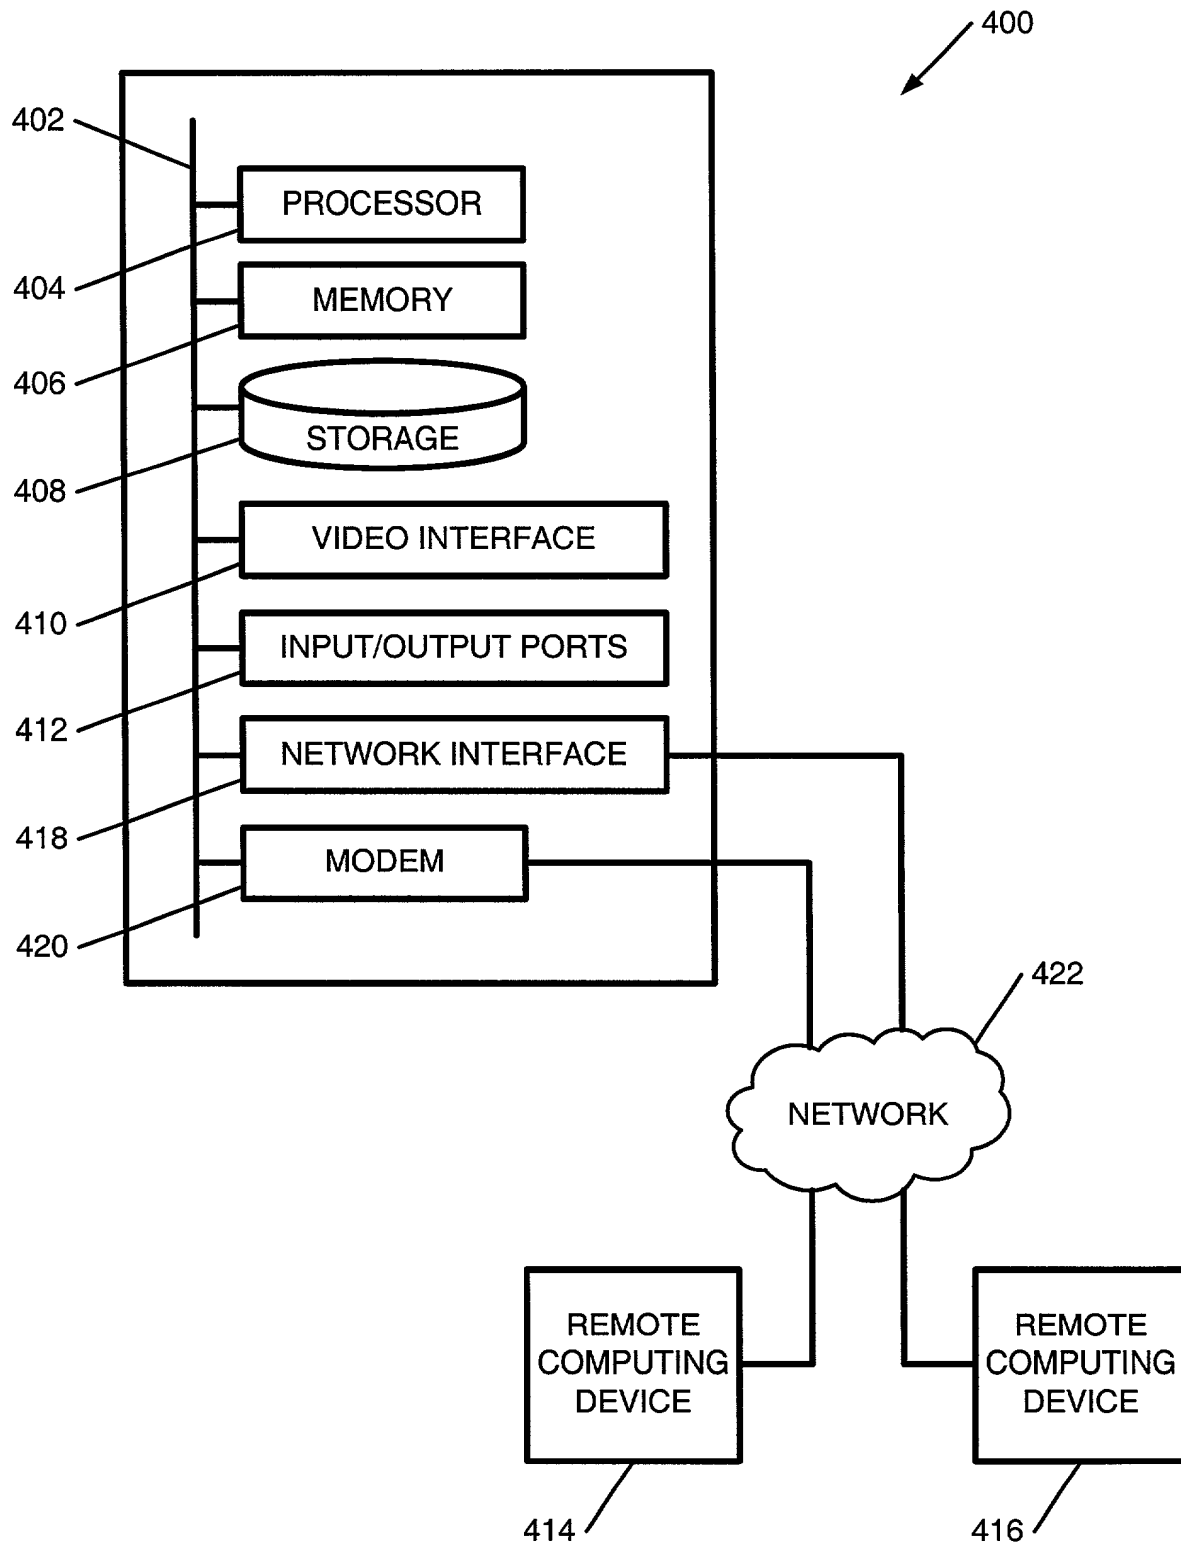 400
402
PROCESSOR
404
MEMORY
406
STORAGE
408
VIDEO INTERFACE
410
INPUT/OUTPUT PORTS
412
NETWORK INTERFACE
418
MODEM
420
422
NETWORK
REMOTE
COMPUTING
DEVICE
REMOTE
COMPUTING
DEVICE
414
416